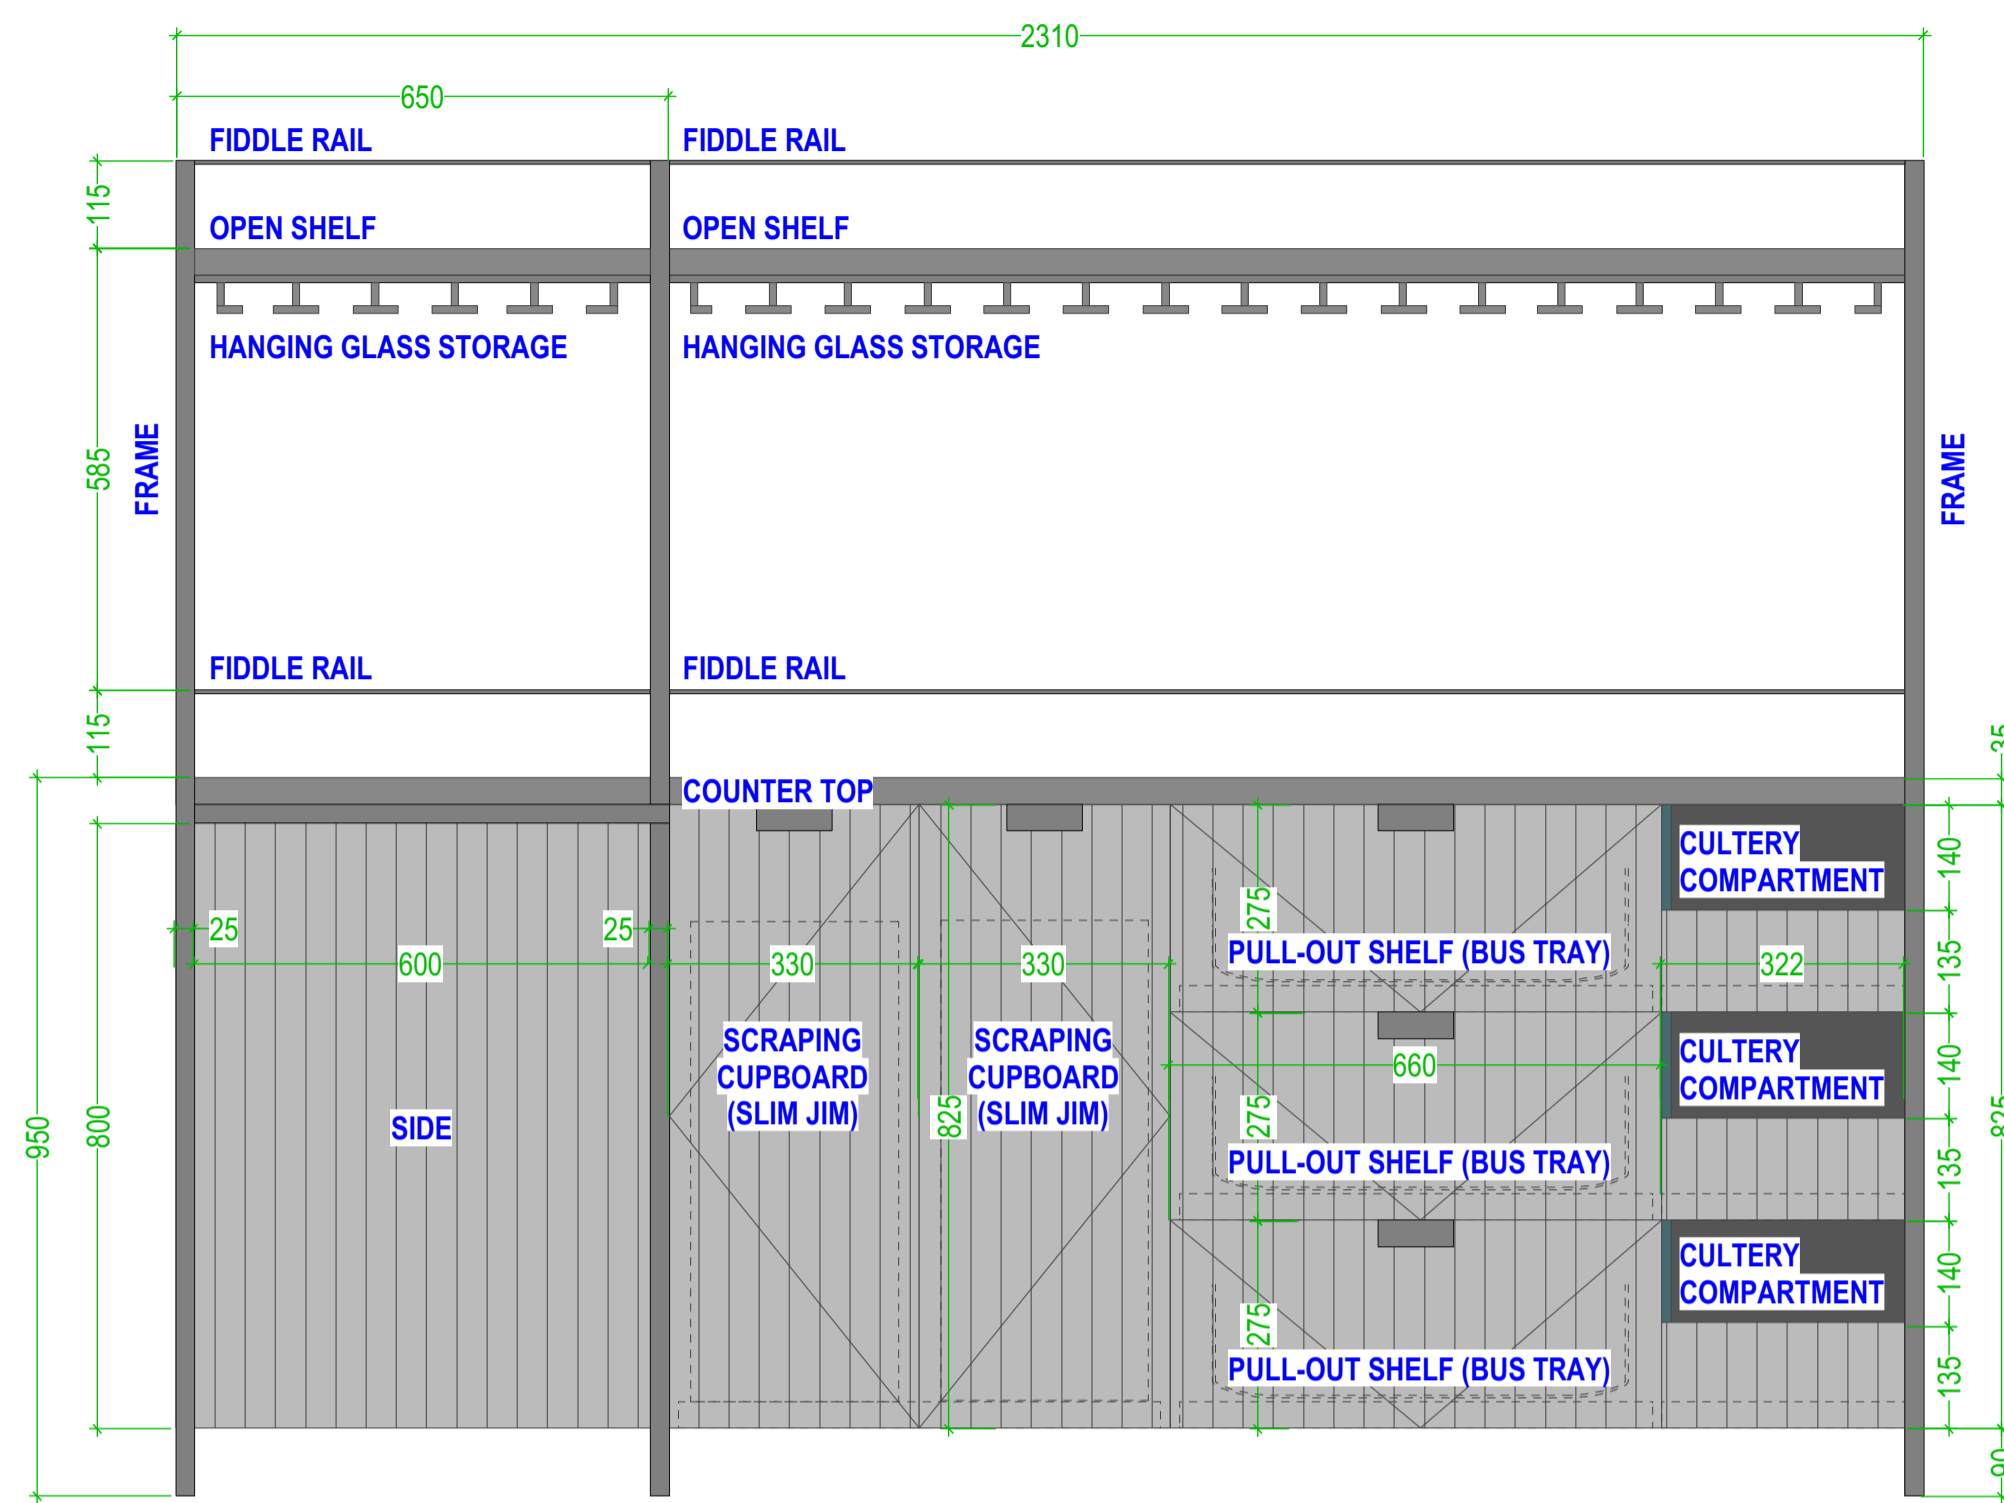 2310
650
FIDDLE RAIL
FIDDLE RAIL
115
OPEN SHELF
OPEN SHELF
HANGING GLASS STORAGE
HANGING GLASS STORAGE
585
FRAME
FRAME
FIDDLE RAIL
FIDDLE RAIL
115
35
COUNTER TOP
CULTERY
COMPARTMENT
140
25
25
275
PULL-OUT SHELF (BUS TRAY)
135
600
330
330
322
SCRAPING
CUPBOARD
(SLIM JIM)
SCRAPING
CUPBOARD
(SLIM JIM)
CULTERY
COMPARTMENT
140
660
950
800
SIDE
825
275
825
PULL-OUT SHELF (BUS TRAY)
135
CULTERY
COMPARTMENT
140
275
PULL-OUT SHELF (BUS TRAY)
135
90